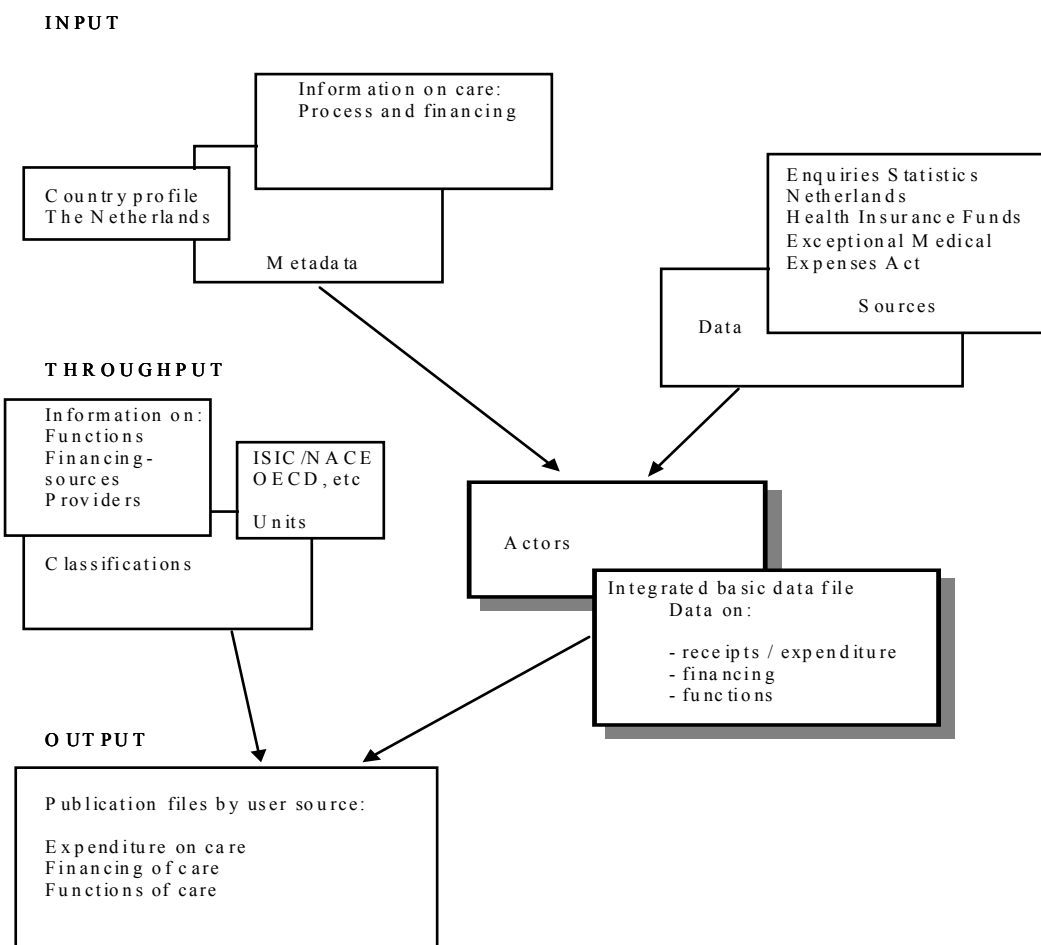 INPUT
Information on care:
Process and financing
Country profile
The Netherlands
Metadata
Enquiries Statistics
Netherlands
Health Insurance Funds
Exceptional Medical
Expenses Act
Sources
Data
THROUGHPUT
Information on:
Functions
Financing-
sources
Providers
ISIC/NACE
OECD, etc
Units
Classifications
Actors
Integrated basic data file
Data on:
- receipts / expenditure
- financing
- functions
OUTPUT
Publication files by user source:
Expenditure on care
Financing of care
Functions of care